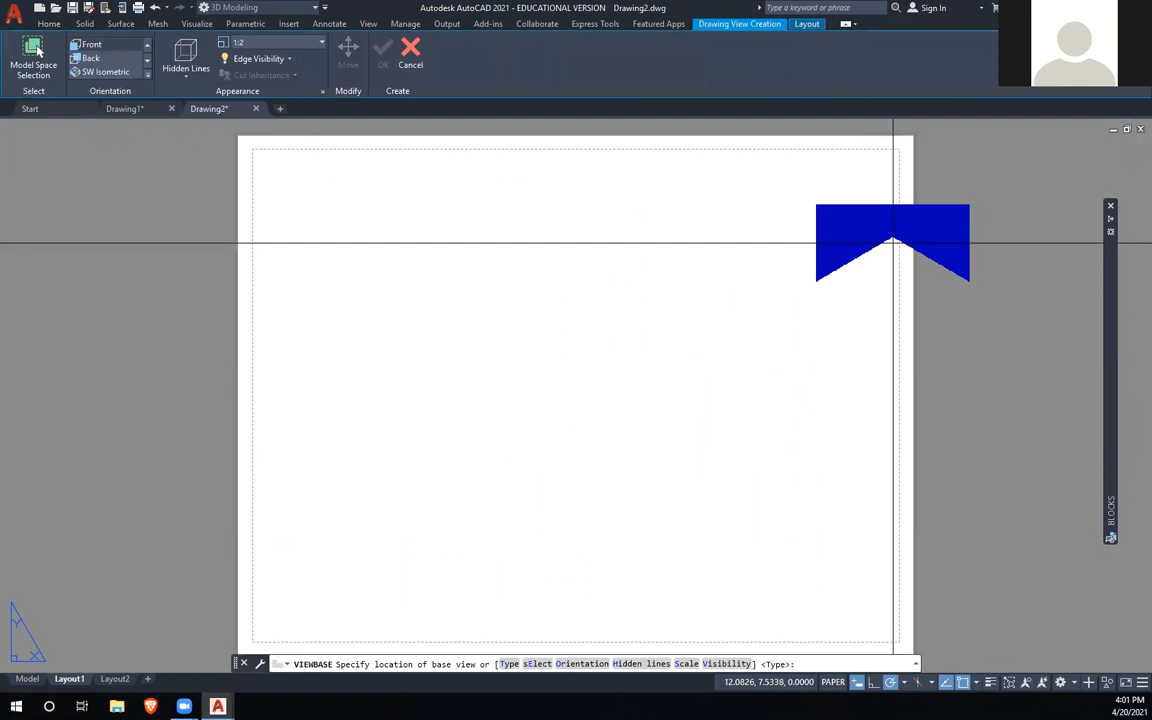 3D Modeling
Autodesk AutoCAD 2021 - EDUCATIONAL VERSION Drawing2.dwg
Type a keyword or phrase
Sign In
Home Solid Surface Mesh Visualize Parametric Insert Annotate View Manage Output Add-ins Collaborate Express Tools Featured Apps Drawing View Creation Layout
Model Space
Selection
Select
Front
Back
SW Isometric
Orientation
Hidden Lines
1:2
Edge Visibility
Cut Inheritance
Appearance
Move
Modify
OK
Cancel
Create
Start Drawing1* Drawing2*
BLOCKS
Y
X
VIEWBASE Specify location of base view or [Type sElect Orientation Hidden lines Scale Visibility] <Type>:
Model Layout1 Layout2
12.0826, 7.5338, 0.0000 PAPER
4:01 PM
4/20/2021